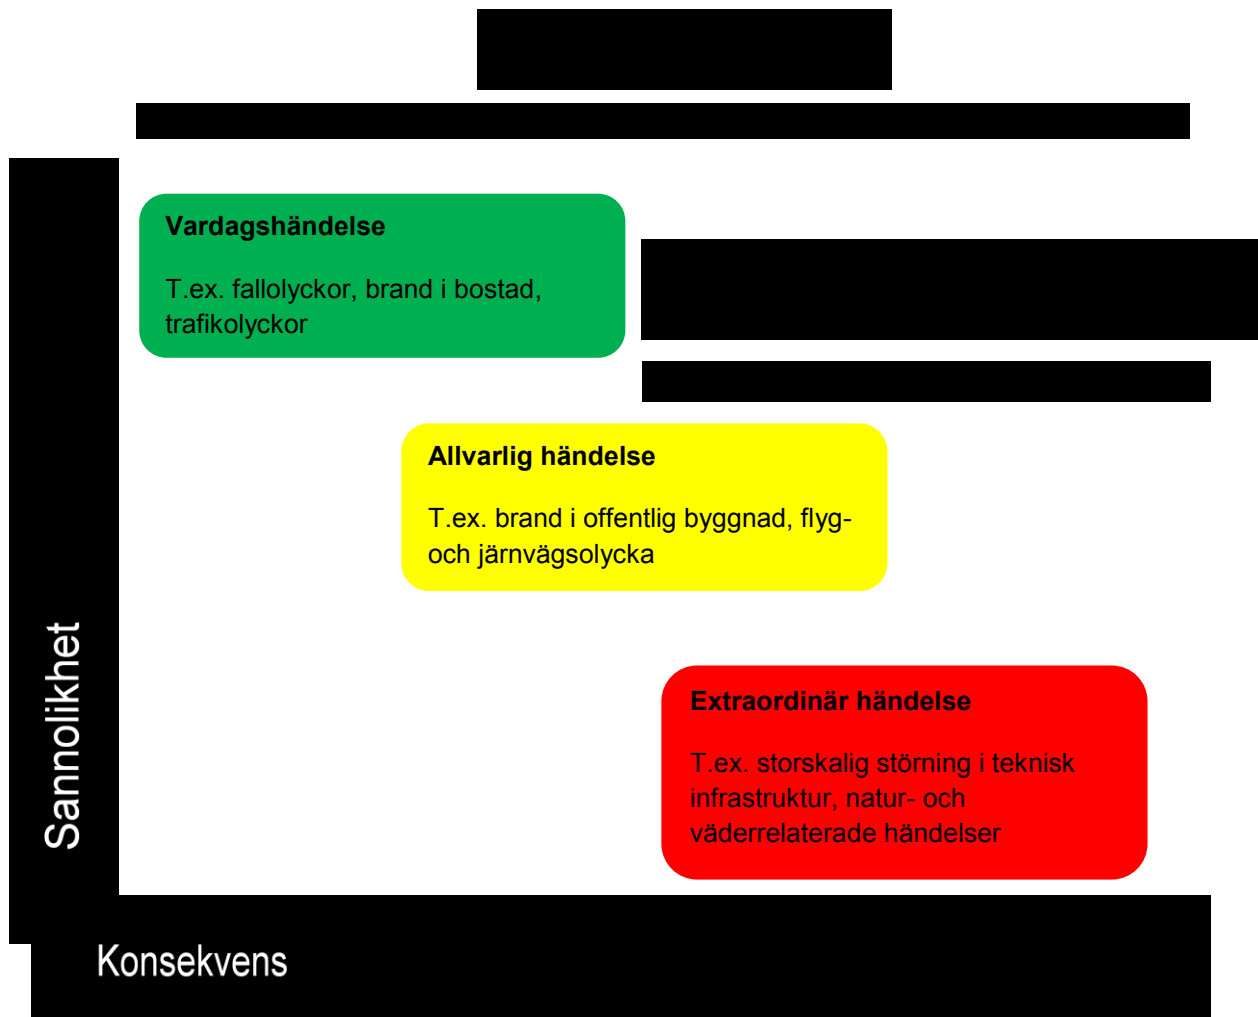 Vardagshändelse
T.ex. fallolyckor, brand i bostad,
trafikolyckor
Allvarlig händelse
T.ex. brand i offentlig byggnad, flyg-
och järnvägsolycka
Extraordinär händelse
T.ex. storskalig störning i teknisk
infrastruktur, natur- och
väderrelaterade händelser
Sannolikhet
Konsekvens